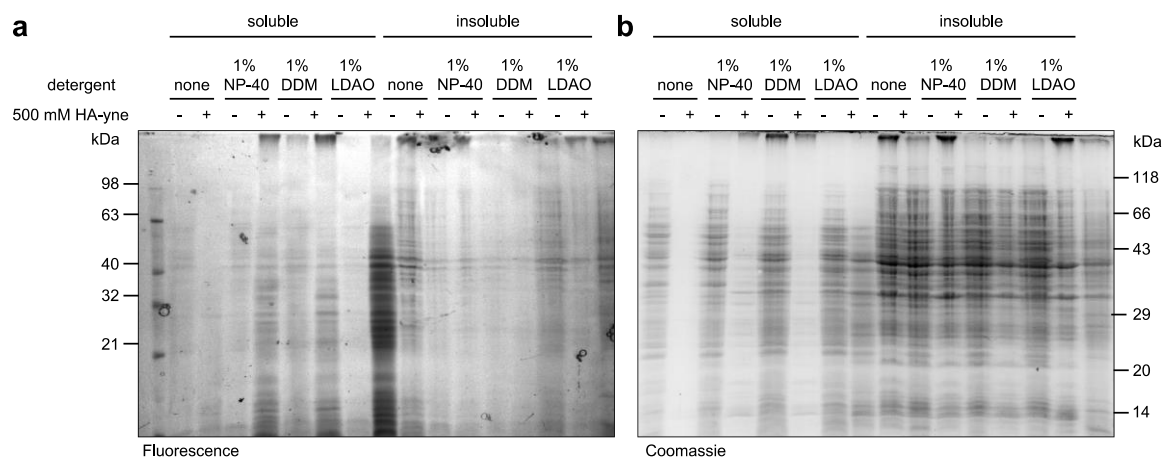 a
soluble insoluble
detergent none 1% NP-40 1% DDM 1% LDAO none 1% NP-40 1% DDM 1% LDAO
500 mM HA-yne - + - + - + - + - + - + - + - +
kDa
98
63
40
32
21
Fluorescence
b
soluble insoluble
none 1% NP-40 1% DDM 1% LDAO none 1% NP-40 1% DDM 1% LDAO
- + - + - + - + - + - + - + - +
kDa
118
66
43
29
20
14
Coomassie